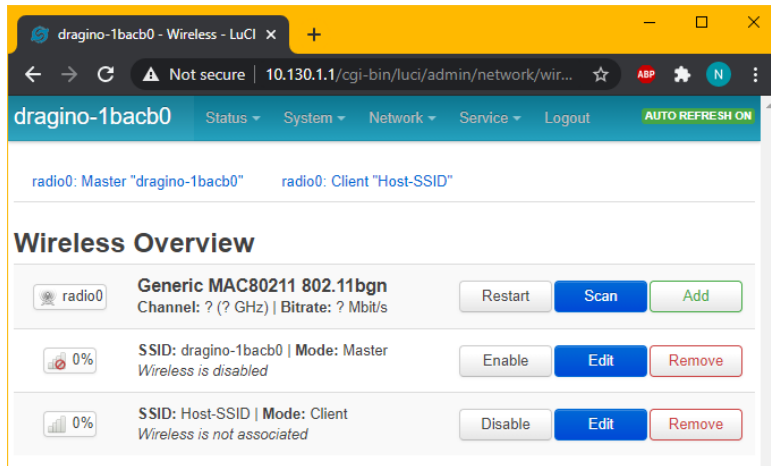 dragino-1bacb0 - Wireless - LuCI
Not secure | 10.130.1.1/cgi-bin/luci/admin/network/wir...
ABP
N
dragino-1bacb0 Status System Network Service Logout AUTO REFRESH ON
radio0: Master "dragino-1bacb0" radio0: Client "Host-SSID"
Wireless Overview
radio0 Generic MAC80211 802.11bgn Restart Scan Add
Channel: ? (? GHz) | Bitrate: ? Mbit/s
0% SSID: dragino-1bacb0 | Mode: Master Enable Edit Remove
Wireless is disabled
0% SSID: Host-SSID | Mode: Client Disable Edit Remove
Wireless is not associated